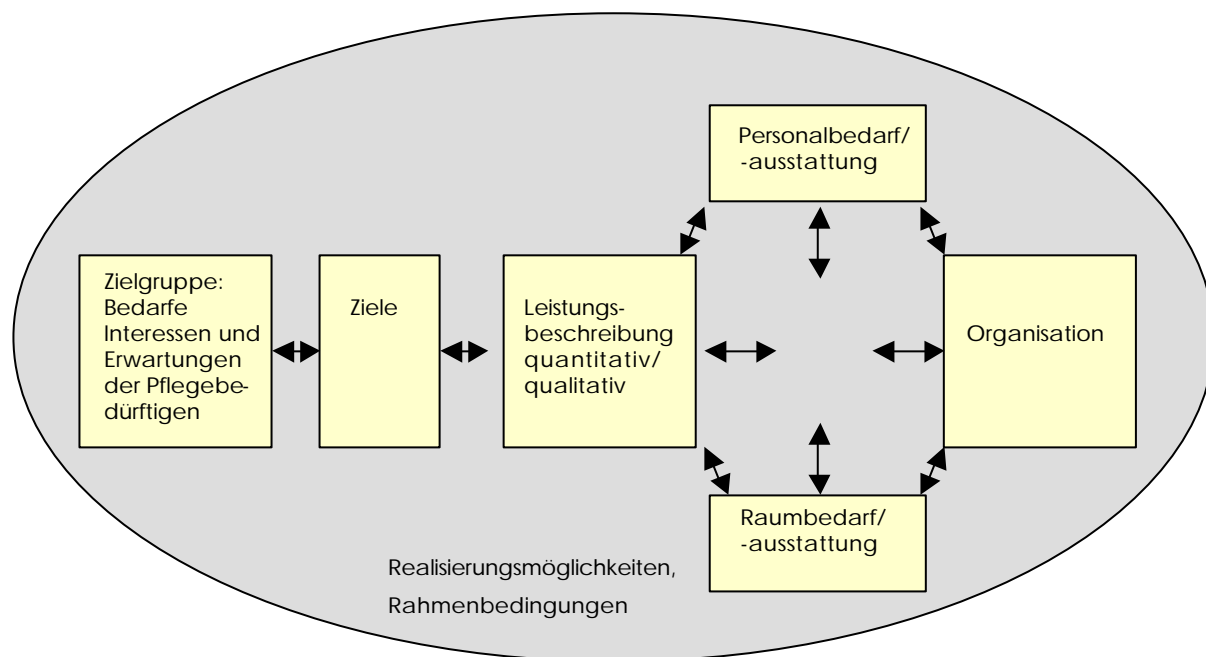 Zielgruppe:
Bedarfe
Interessen und
Erwartungen
der Pflegebe-
dürftigen
Ziele
Leistungs-
beschreibung
quantitativ/
qualitativ
Personalbedarf/
-ausstattung
Organisation
Raumbedarf/
-ausstattung
Realisierungsmöglichkeiten,
Rahmenbedingungen